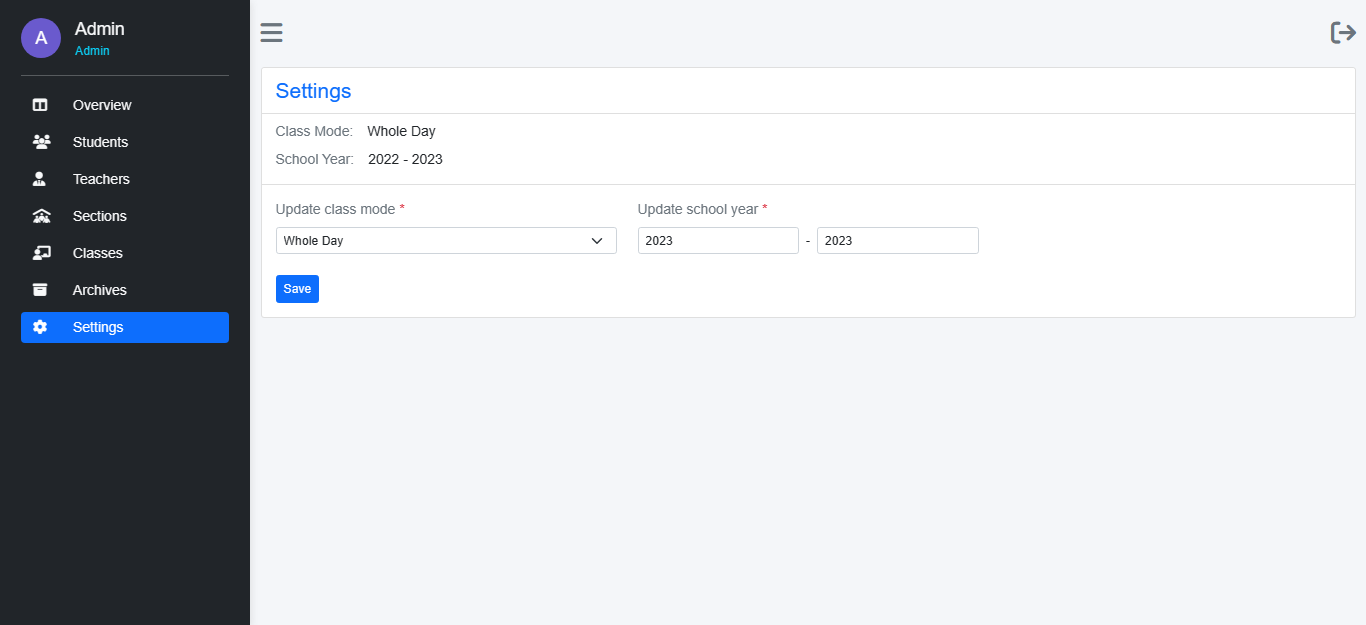 A
Admin
Admin
Overview
Students
Teachers
Sections
Classes
Archives
Settings
Settings
Class Mode: Whole Day
School Year: 2022 - 2023
Update class mode * Update school year *
Whole Day 2023 - 2023
Save